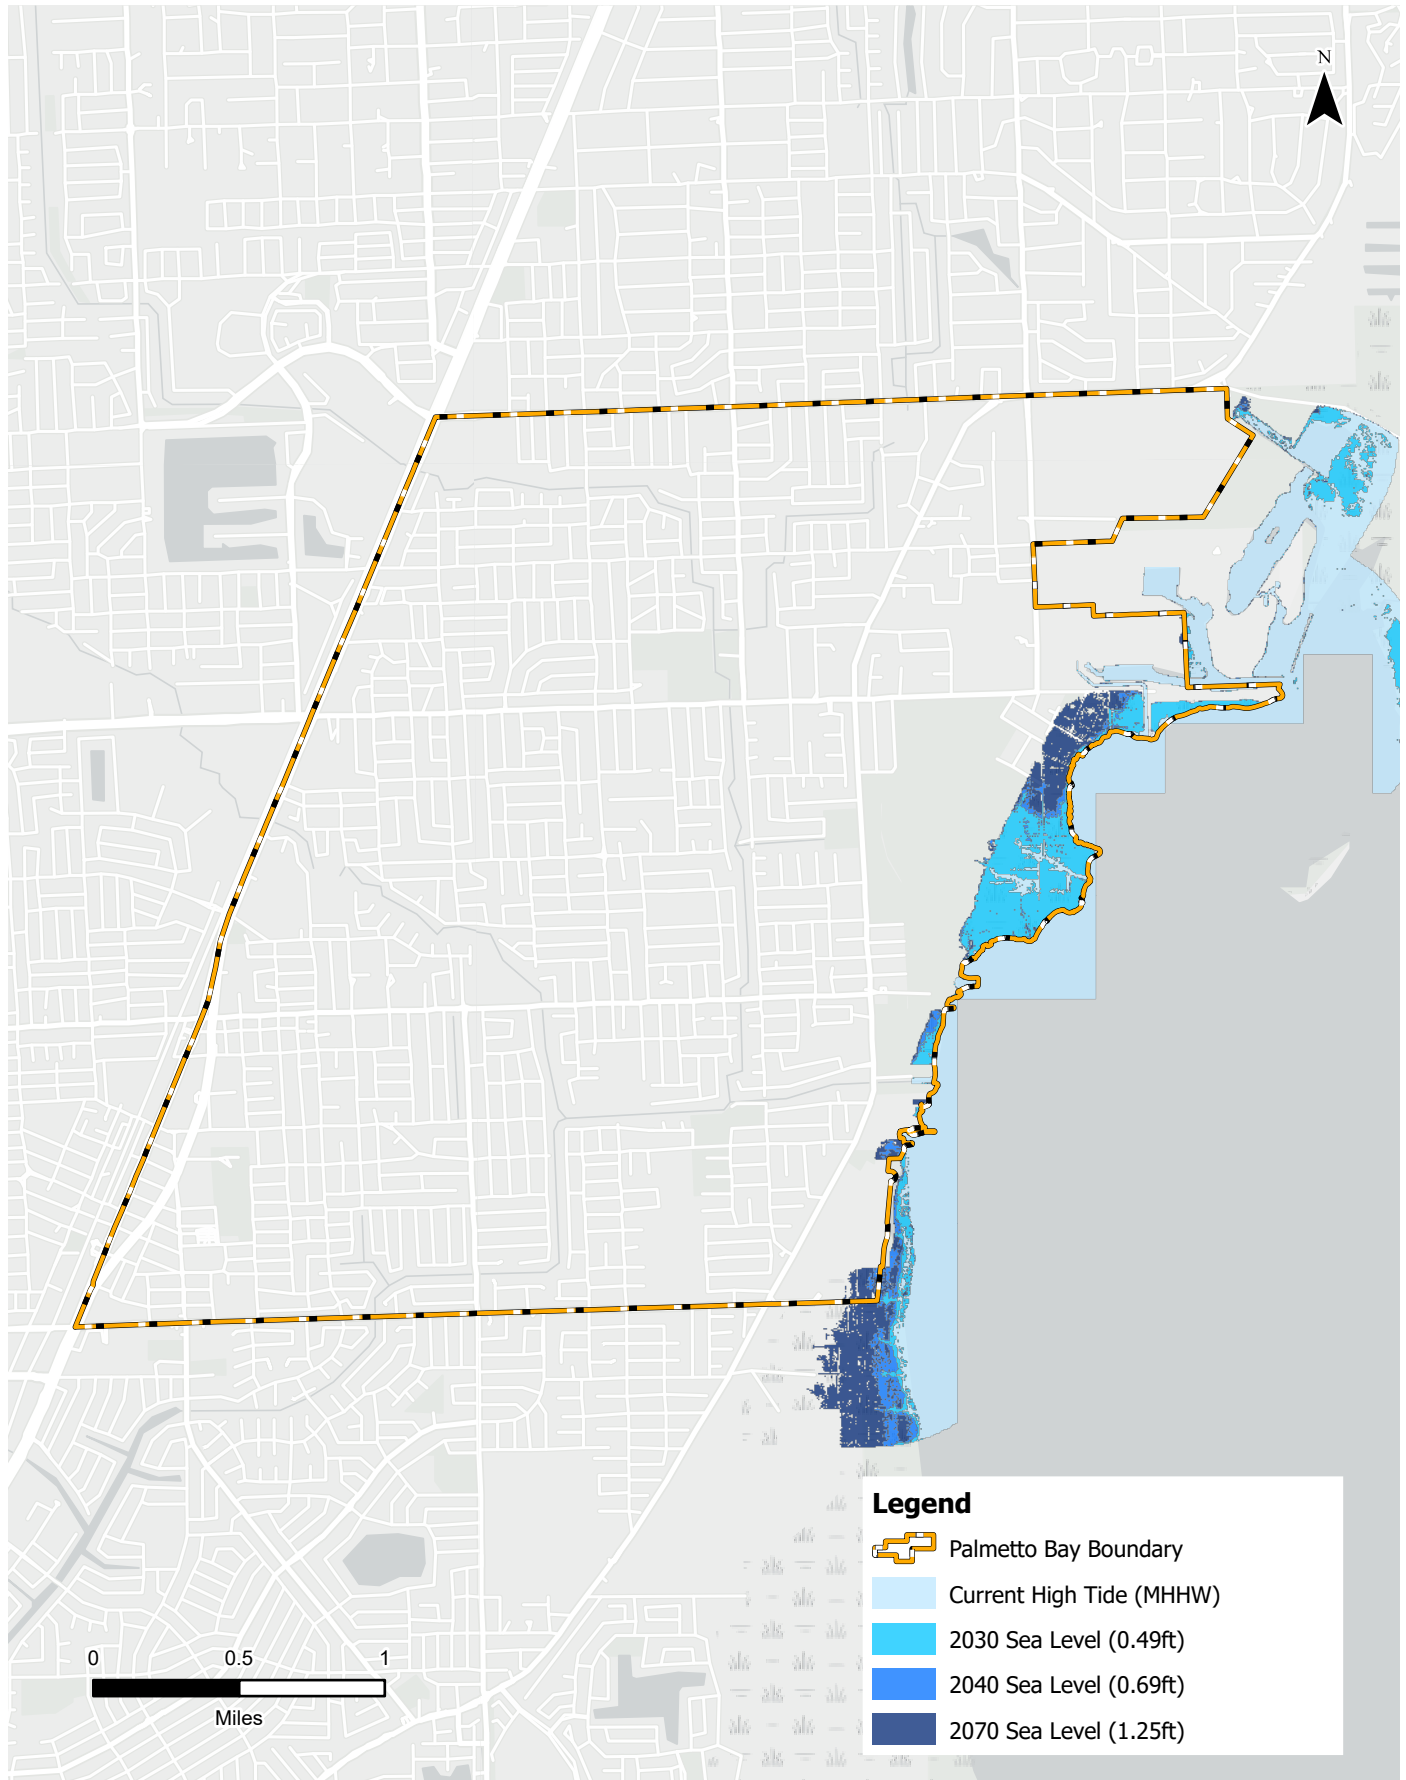 N
Legend
Palmetto Bay Boundary
Current High Tide (MHHW)
2030 Sea Level (0.49ft)
2040 Sea Level (0.69ft)
2070 Sea Level (1.25ft)
0 0.5 1
Miles